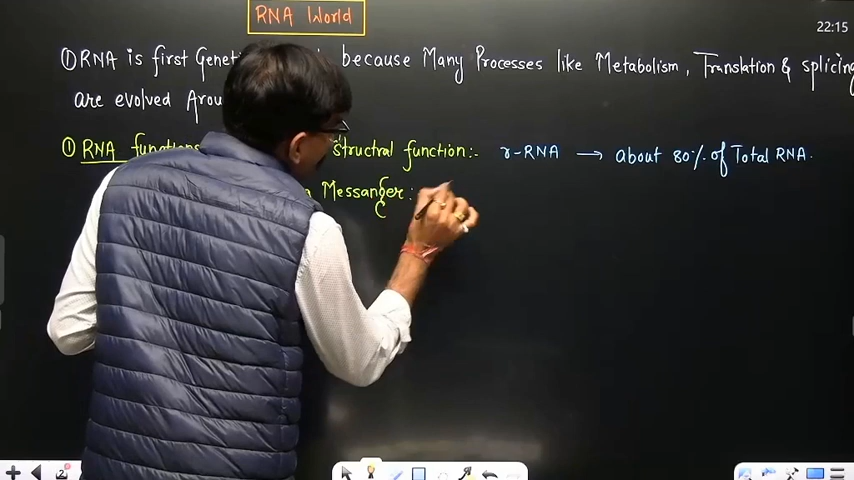 RNA World
22:15
① RNA is first Geneti because Many Processes like Metabolism, Translation & splicing
are evolved Arou
① RNA functions structral function:-  r-RNA → about 80% of Total RNA.
Messanger: